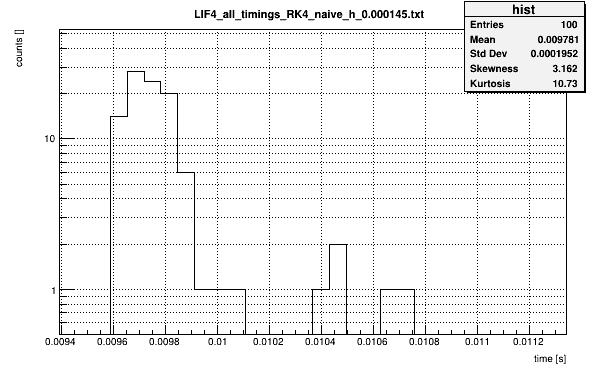 LIF4_all_timings_RK4_naive_h_0.000145.txt
hist
Entries 100
Mean 0.009781
Std Dev 0.0001952
Skewness 3.162
Kurtosis 10.73
counts []
10
1
0.0094 0.0096 0.0098 0.01 0.0102 0.0104 0.0106 0.0108 0.011 0.0112
time [s]